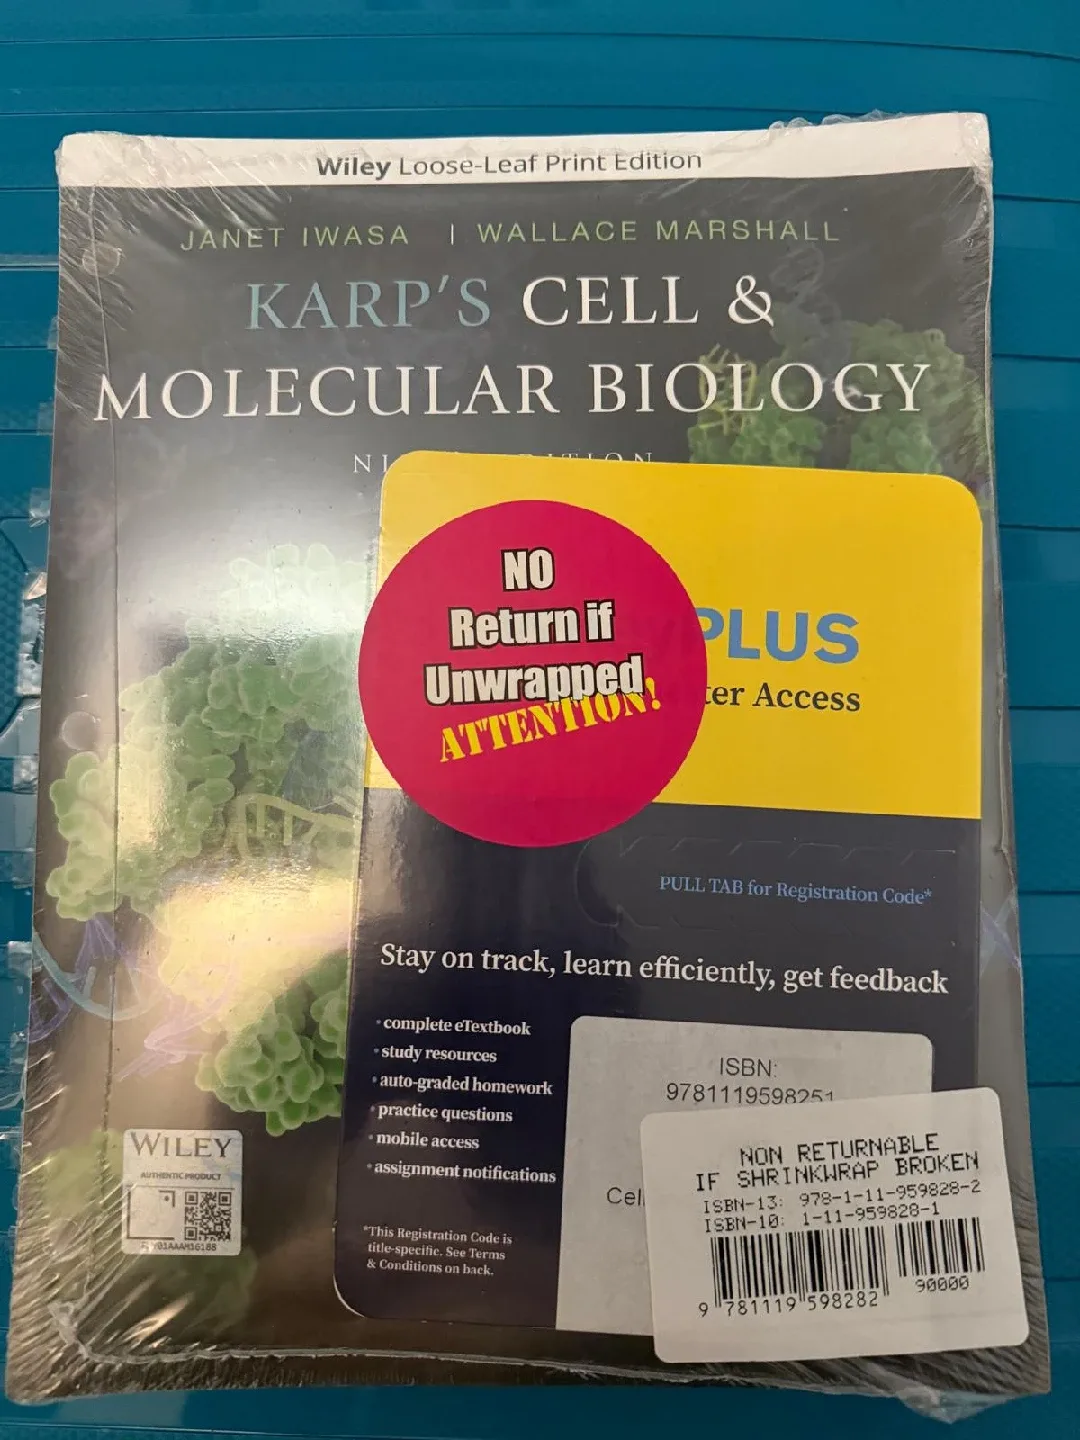 Wiley Loose-Leaf Print Edition
JANET IWASA | WALLACE MARSHALL
KARP'S CELL &
MOLECULAR BIOLOGY
NO
Return if
Unwrapped
ATTENTION!
PLUS
Access
PULL TAB for Registration Code*
Stay on track, learn efficiently, get feedback
• complete eTextbook
• study resources
• auto-graded homework
• practice questions
• mobile access
• assignment notifications
*This Registration Code is
title-specific. See Terms
& Conditions on back.
ISBN:
9781119598251
Cell
WILEY
AUTHENTIC PRODUCT
NON RETURNABLE
IF SHRINKWRAP BROKEN
ISBN-13: 978-1-11-959828-2
ISBN-10: 1-11-959828-1
90000
9 781119 598282